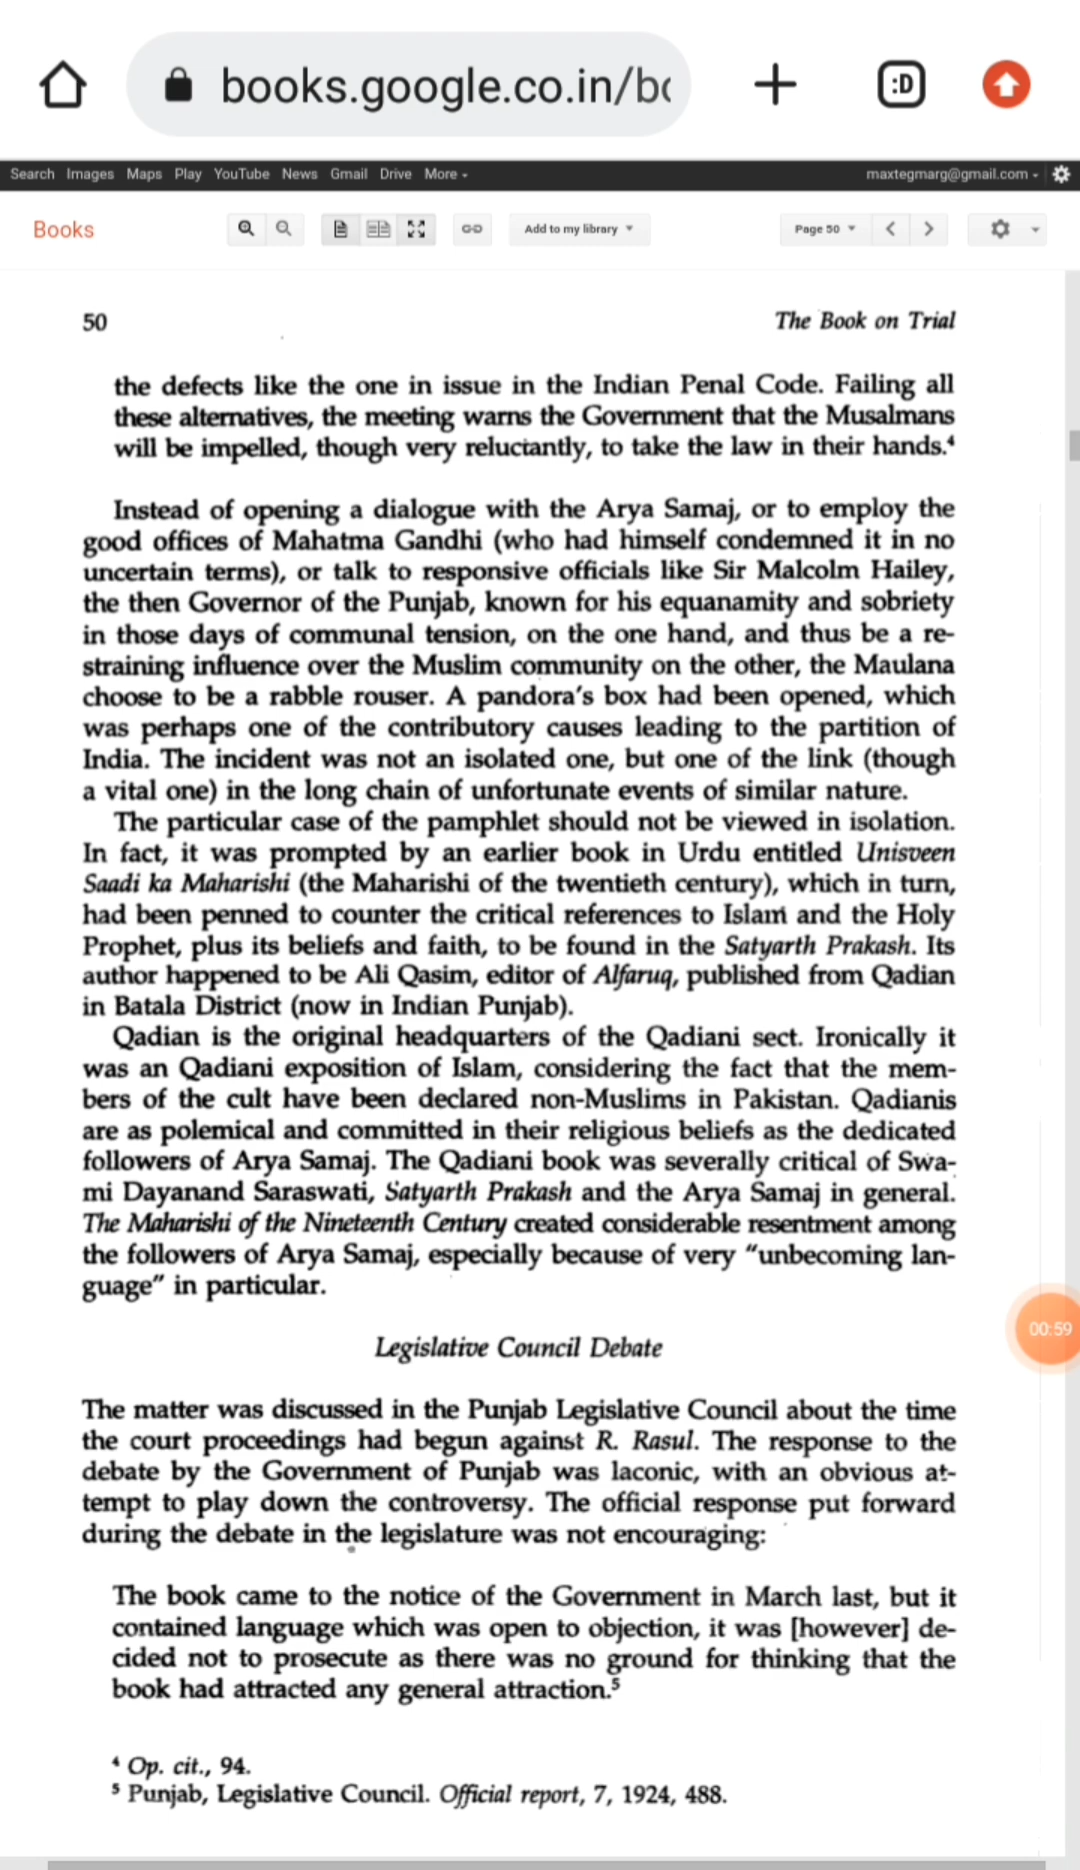 books.google.co.in/bo
:D
Search Images Maps Play YouTube News Gmail Drive More
maxtegmarg@gmail.com
Books
Add to my library
Page 50
50
The Book on Trial
the defects like the one in issue in the Indian Penal Code. Failing all
these alternatives, the meeting warns the Government that the Musalmans
will be impelled, though very reluctantly, to take the law in their hands.⁴
Instead of opening a dialogue with the Arya Samaj, or to employ the
good offices of Mahatma Gandhi (who had himself condemned it in no
uncertain terms), or talk to responsive officials like Sir Malcolm Hailey,
the then Governor of the Punjab, known for his equanamity and sobriety
in those days of communal tension, on the one hand, and thus be a re-
straining influence over the Muslim community on the other, the Maulana
choose to be a rabble rouser. A pandora's box had been opened, which
was perhaps one of the contributory causes leading to the partition of
India. The incident was not an isolated one, but one of the link (though
a vital one) in the long chain of unfortunate events of similar nature.
The particular case of the pamphlet should not be viewed in isolation.
In fact, it was prompted by an earlier book in Urdu entitled Unisveen
Saadi ka Maharishi (the Maharishi of the twentieth century), which in turn,
had been penned to counter the critical references to Islam and the Holy
Prophet, plus its beliefs and faith, to be found in the Satyarth Prakash. Its
author happened to be Ali Qasim, editor of Alfaruq, published from Qadian
in Batala District (now in Indian Punjab).
Qadian is the original headquarters of the Qadiani sect. Ironically it
was an Qadiani exposition of Islam, considering the fact that the mem-
bers of the cult have been declared non-Muslims in Pakistan. Qadianis
are as polemical and committed in their religious beliefs as the dedicated
followers of Arya Samaj. The Qadiani book was severally critical of Swa-
mi Dayanand Saraswati, Satyarth Prakash and the Arya Samaj in general.
The Maharishi of the Nineteenth Century created considerable resentment among
the followers of Arya Samaj, especially because of very "unbecoming lan-
guage" in particular.
00:59
Legislative Council Debate
The matter was discussed in the Punjab Legislative Council about the time
the court proceedings had begun against R. Rasul. The response to the
debate by the Government of Punjab was laconic, with an obvious at-
tempt to play down the controversy. The official response put forward
during the debate in the legislature was not encouraging:
The book came to the notice of the Government in March last, but it
contained language which was open to objection, it was [however] de-
cided not to prosecute as there was no ground for thinking that the
book had attracted any general attraction.⁵
⁴ Op. cit., 94.
⁵ Punjab, Legislative Council. Official report, 7, 1924, 488.